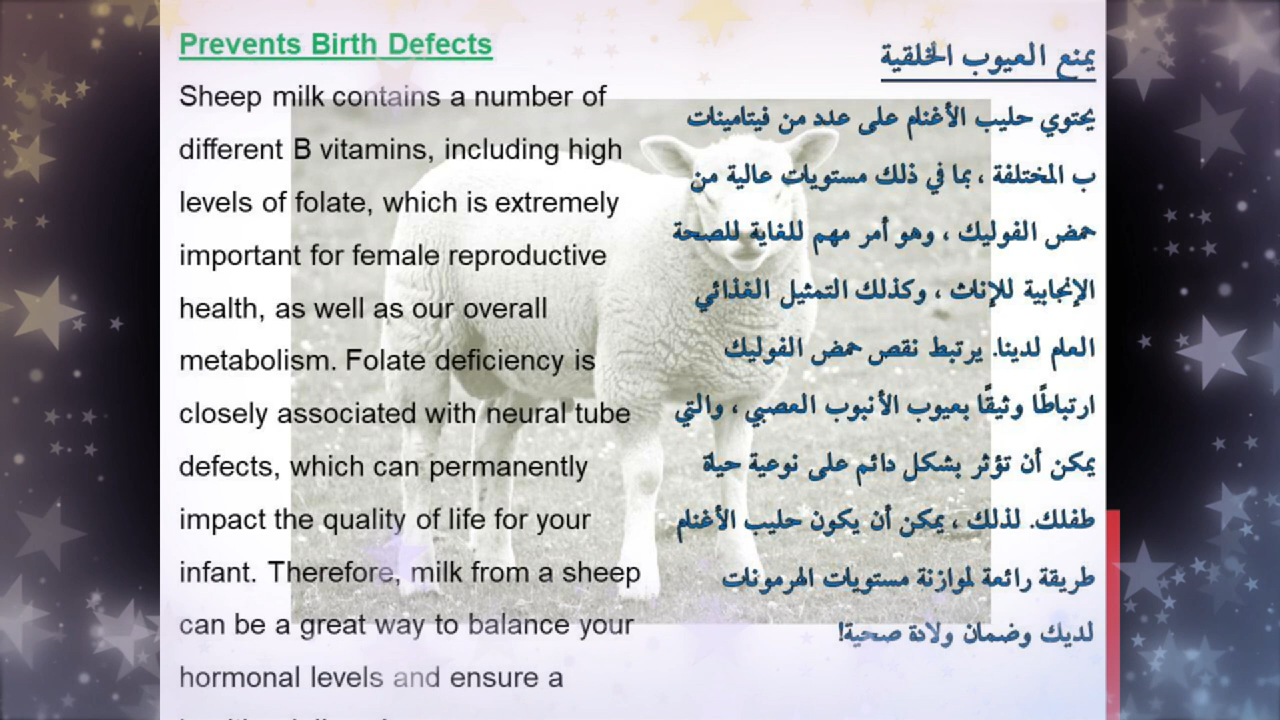 Prevents Birth Defects
Sheep milk contains a number of
different B vitamins, including high
levels of folate, which is extremely
important for female reproductive
health, as well as our overall
metabolism. Folate deficiency is
closely associated with neural tube
defects, which can permanently
impact the quality of life for your
infant. Therefore, milk from a sheep
can be a great way to balance your
hormonal levels and ensure a
يمنع العيوب الخلقية
يحتوي حليب الأغنام على عدد من فيتامينات
ب المختلفة ، بما في ذلك مستويات عالية من
حمض الفوليك ، وهو أمر مهم للغاية للصحة
الإنجابية للإناث ، وكذلك التمثيل الغذائي
العام لدينا. يرتبط نقص حمض الفوليك
ارتباطًا وثيقًا بعيوب الأنبوب العصبي ، والتي
يمكن أن تؤثر بشكل دائم على نوعية حياة
طفلك. لذلك ، يمكن أن يكون حليب الأغنام
طريقة رائعة لموازنة مستويات الهرمونات
لديك وضمان ولادة صحية!